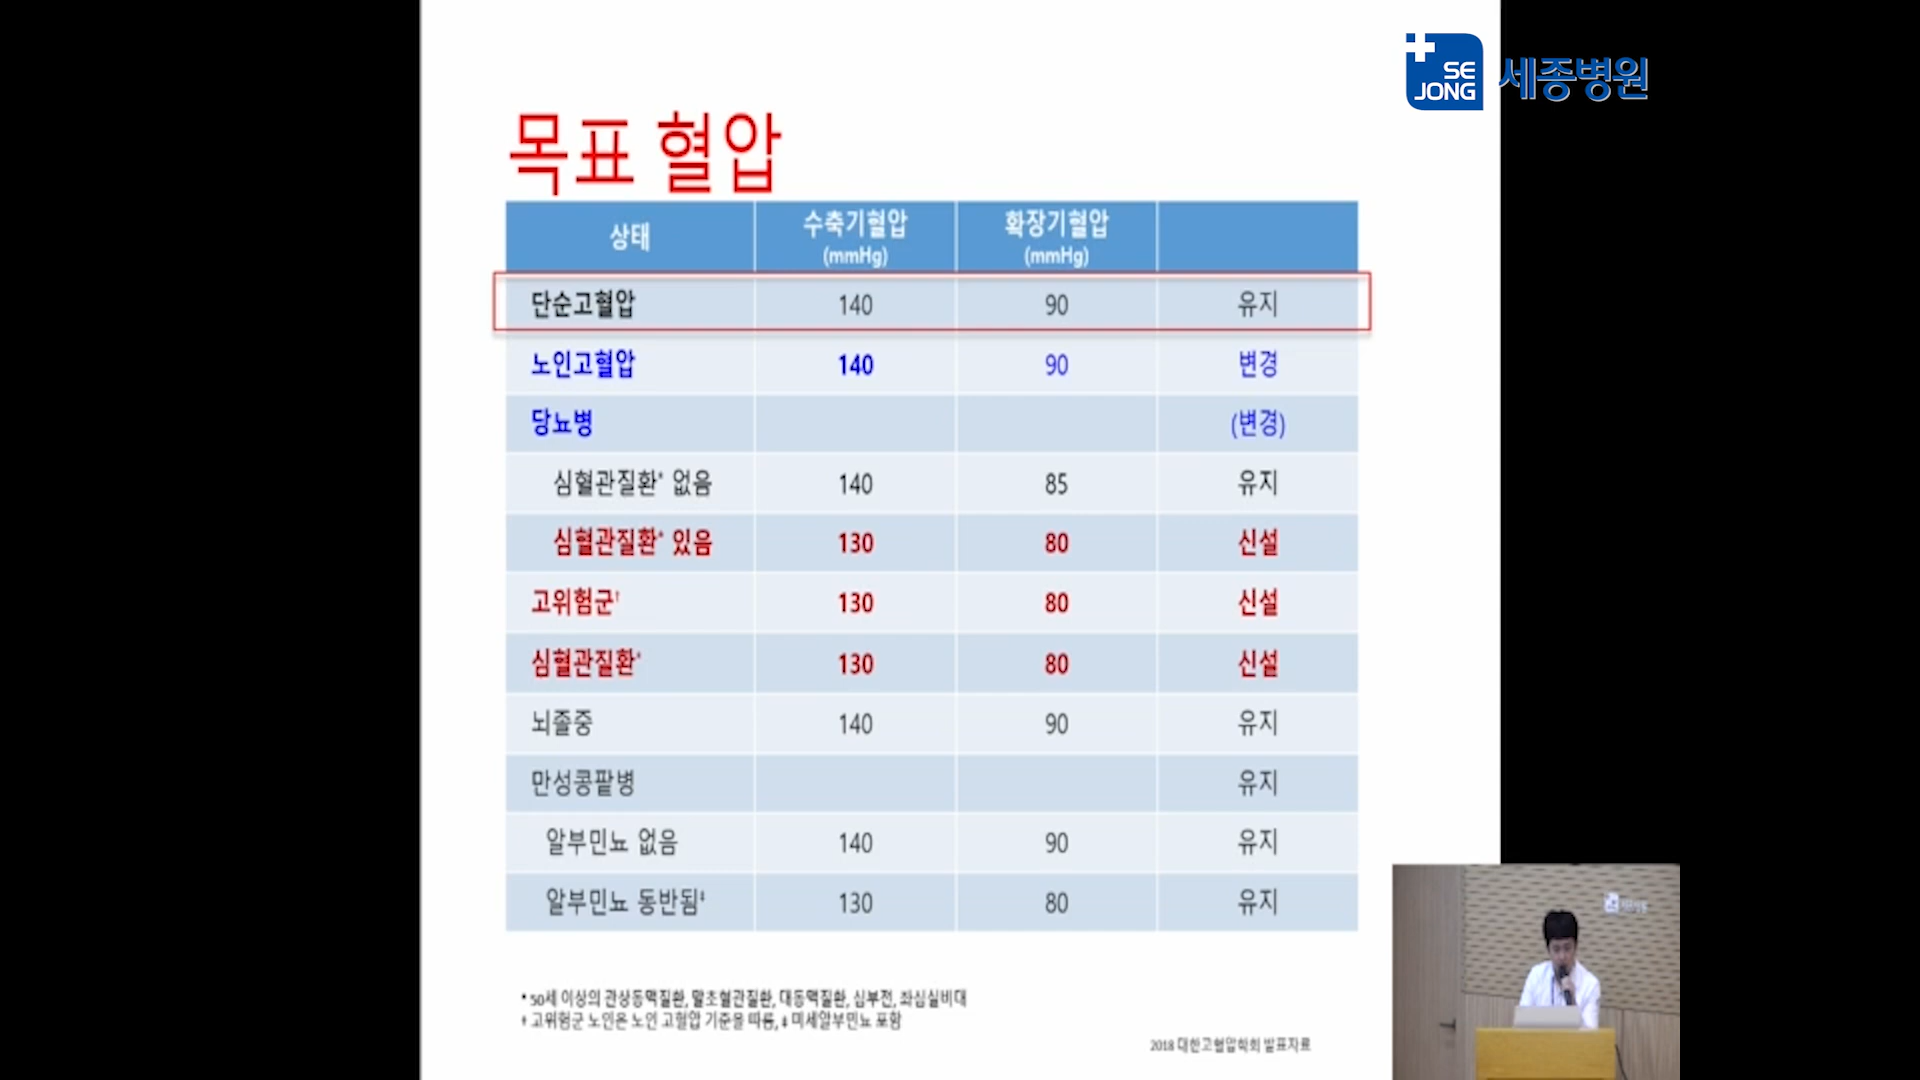 SE
JONG
세종병원
목표 혈압
상태 수축기혈압 (mmHg) 확장기혈압 (mmHg)
단순고혈압 140 90 유지
노인고혈압 140 90 변경
당뇨병 (변경)
심혈관질환* 없음 140 85 유지
심혈관질환* 있음 130 80 신설
고위험군† 130 80 신설
심혈관질환* 130 80 신설
뇌졸중 140 90 유지
만성콩팥병 유지
알부민뇨 없음 140 90 유지
알부민뇨 동반됨‡ 130 80 유지
* 50세 이상의 관상동맥질환, 말초혈관질환, 대동맥질환, 심부전, 좌심실비대
† 고위험군 노인은 노인 고혈압 기준을 따름, ‡ 미세알부민뇨 포함
2018 대한고혈압학회 발표자료